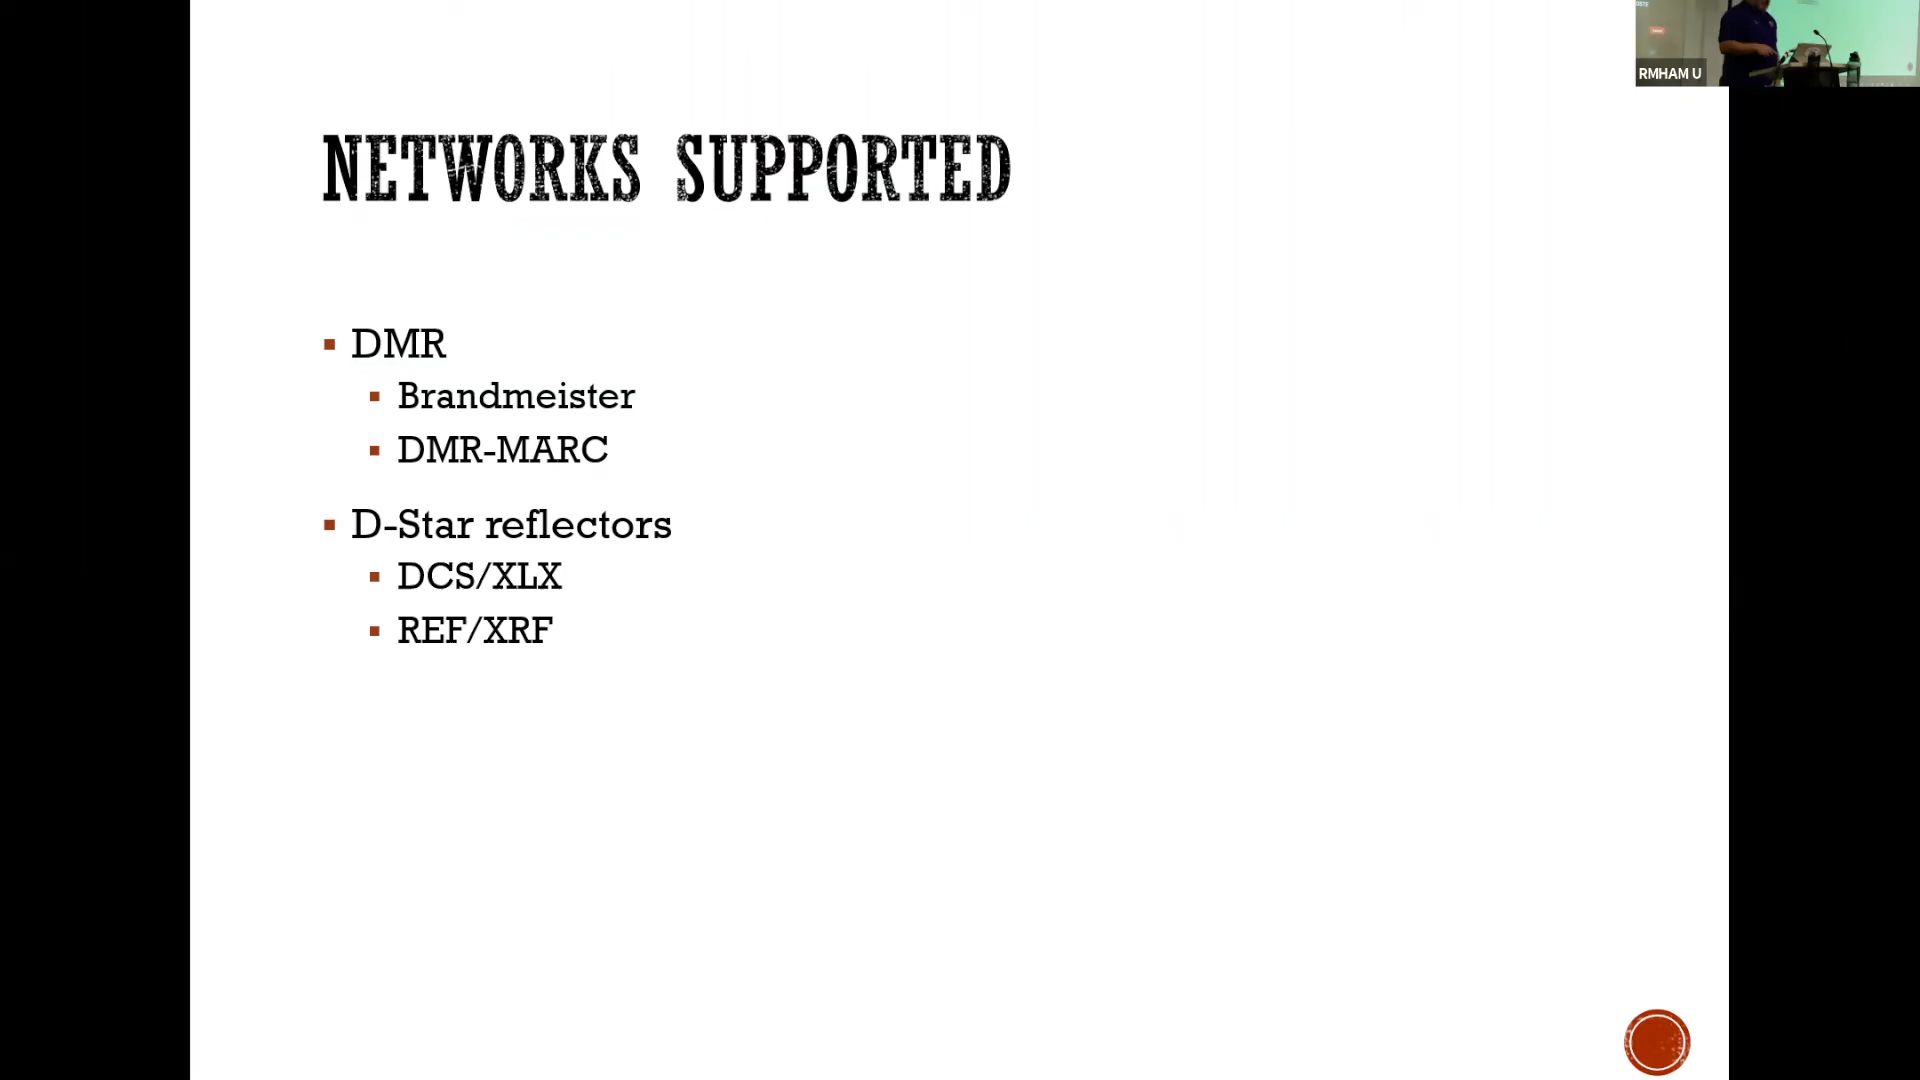 NETWORKS SUPPORTED
DMR
Brandmeister
DMR-MARC
D-Star reflectors
DCS/XLX
REF/XRF
RMHAM U